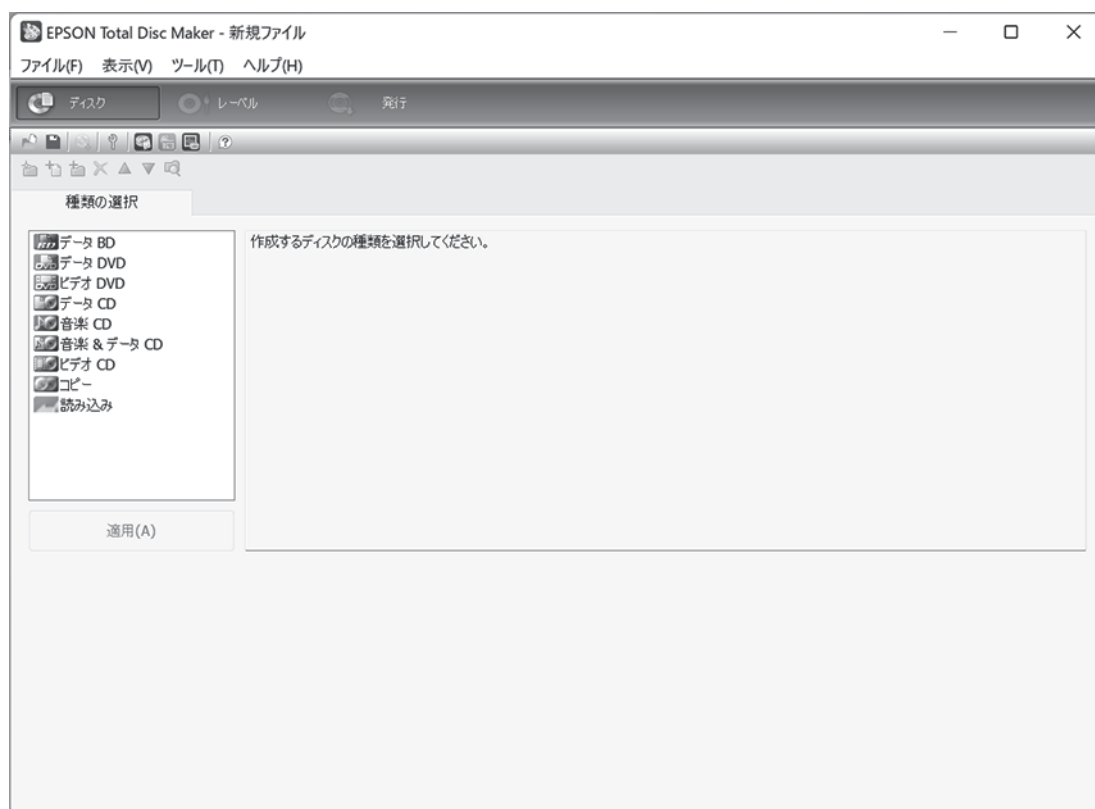 EPSON Total Disc Maker - 新規ファイル
ファイル(F) 表示(V) ツール(T) ヘルプ(H)
ディスク レーベル 発行
種類の選択
データ BD
データ DVD
ビデオ DVD
データ CD
音楽 CD
音楽 & データ CD
ビデオ CD
コピー
読み込み
適用(A)
作成するディスクの種類を選択してください。